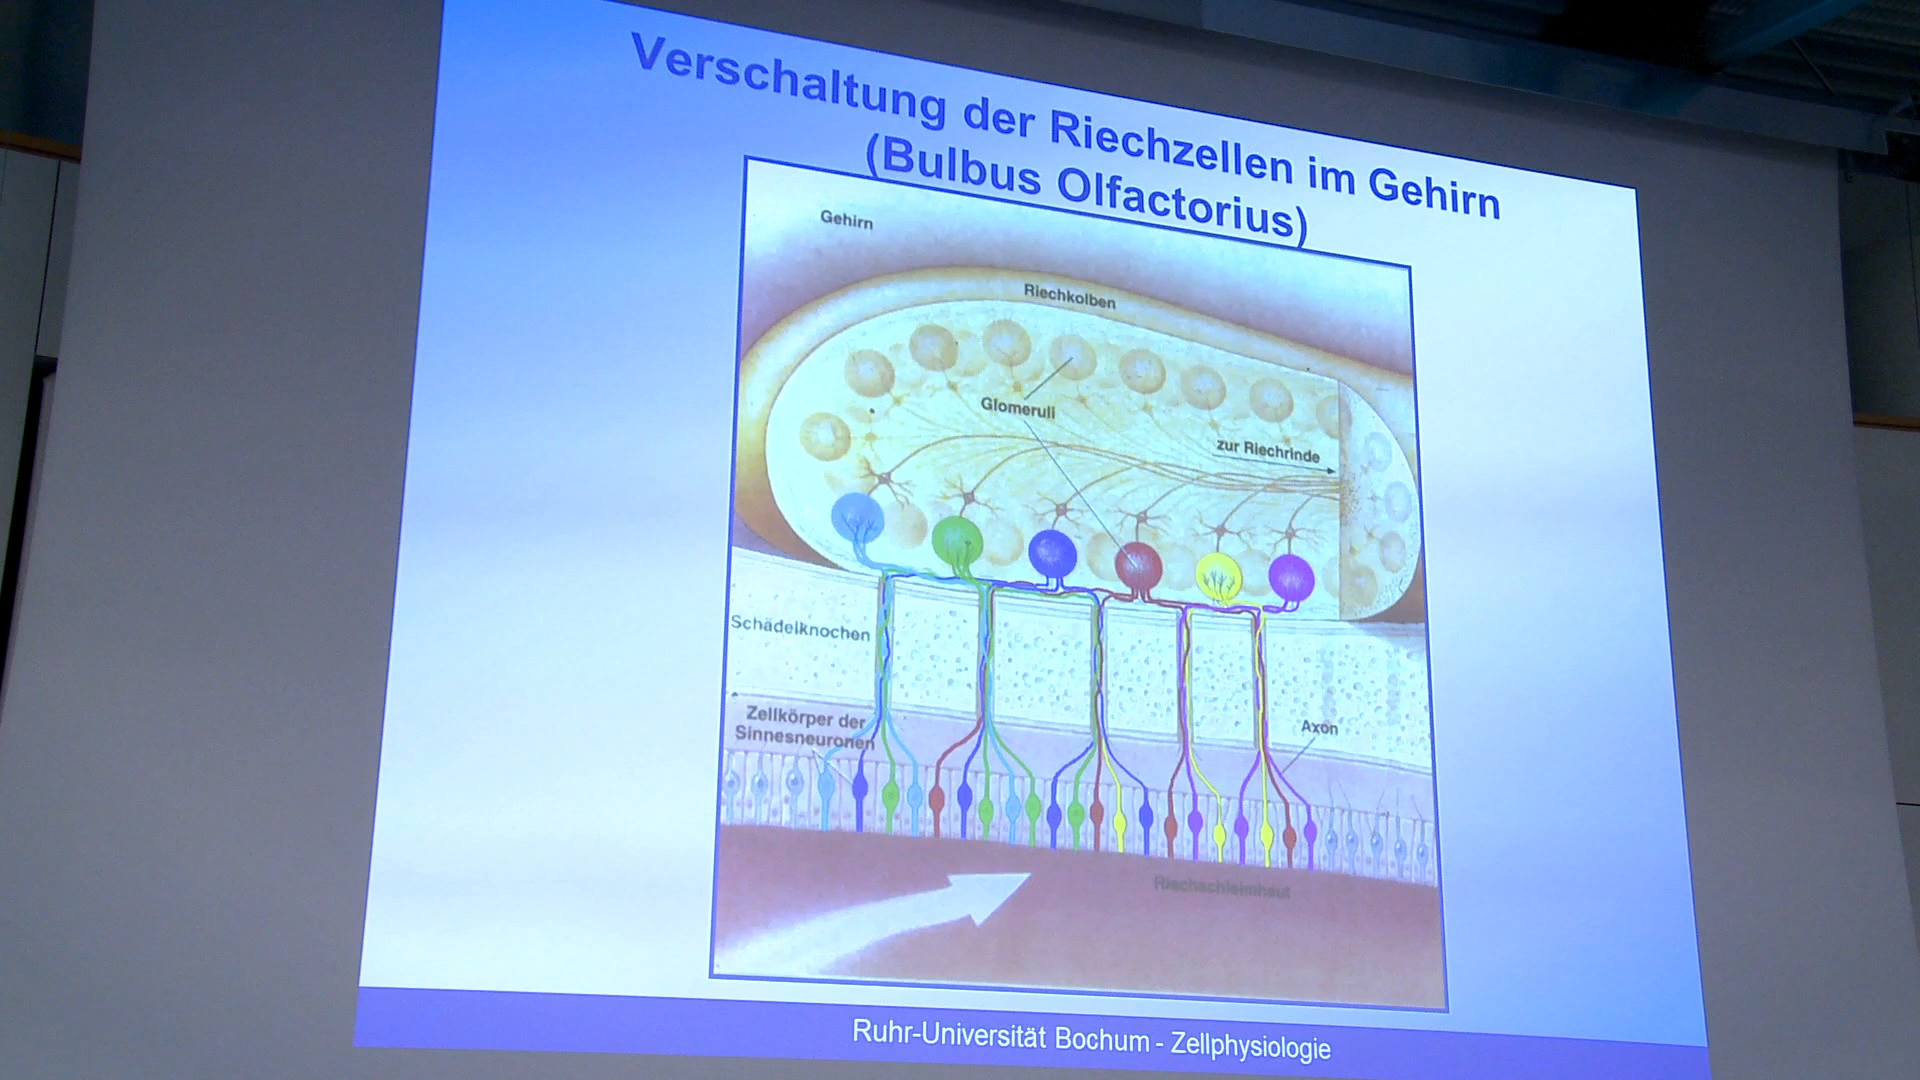 Verschaltung der Riechzellen im Gehirn
(Bulbus Olfactorius)
Gehirn
Riechkolben
Glomeruli
zur Riechrinde
Schädelknochen
Zellkörper der
Sinnesneuronen
Axon
Riechschleimhaut
Ruhr-Universität Bochum - Zellphysiologie